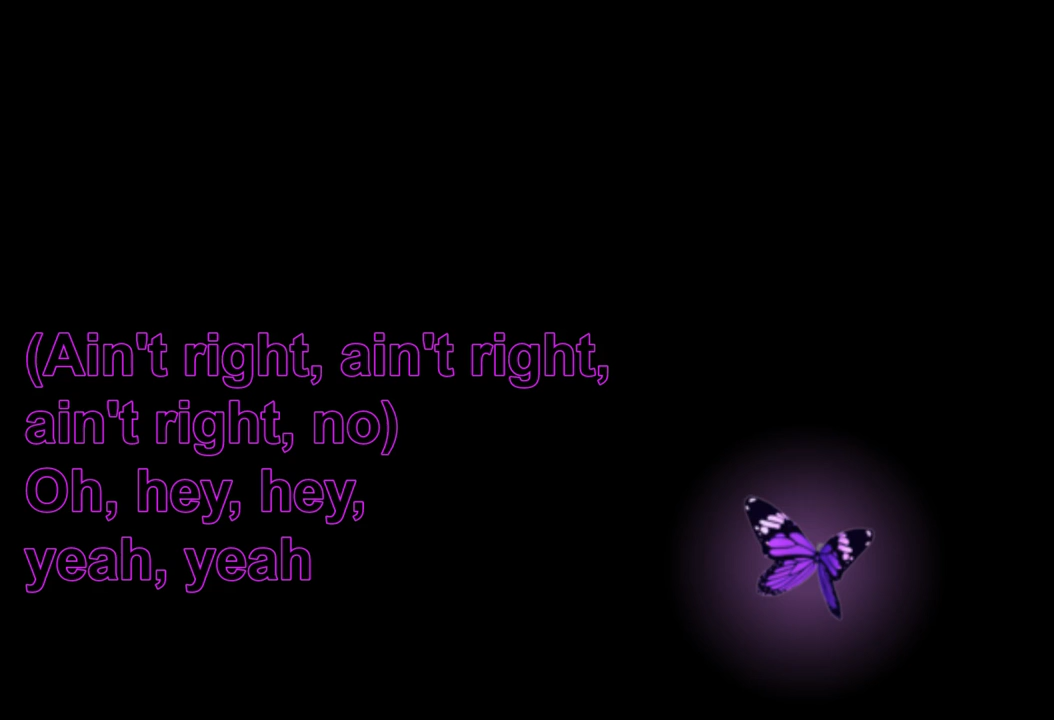 (Ain't right, ain't right,
ain't right, no)
Oh, hey, hey,
yeah, yeah